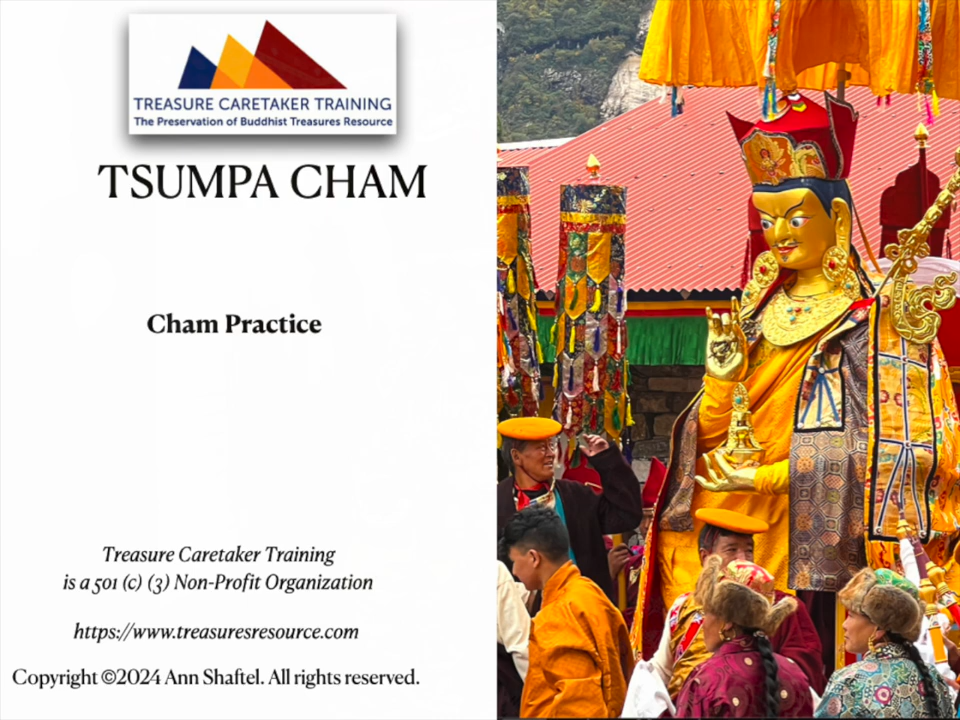 TREASURE CARETAKER TRAINING
The Preservation of Buddhist Treasures Resource
TSUMPA CHAM
Cham Practice
Treasure Caretaker Training
is a 501 (c) (3) Non-Profit Organization
https://www.treasuresresource.com
Copyright ©2024 Ann Shaftel. All rights reserved.